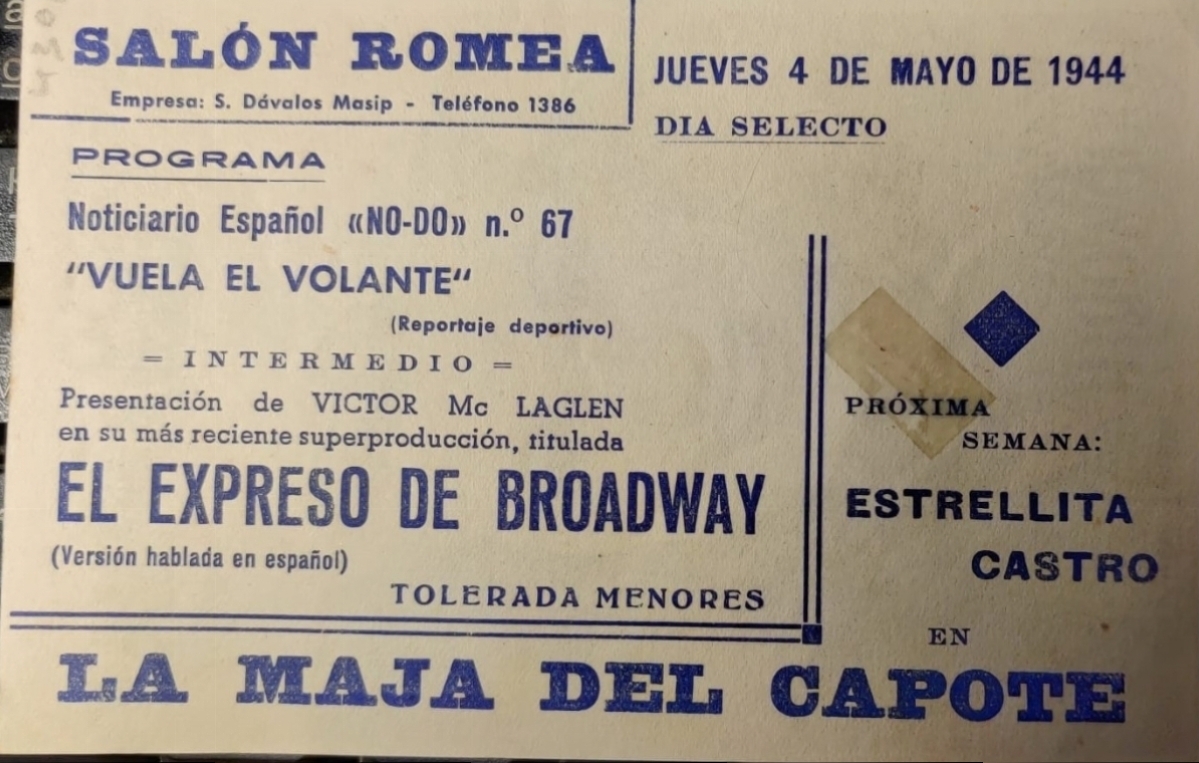 SALÓN ROMEA
Empresa: S. Dávalos Masip - Teléfono 1386
JUEVES 4 DE MAYO DE 1944
DIA SELECTO
PROGRAMA
Noticiario Español «NO-DO» n.º 67
"VUELA EL VOLANTE"
(Reportaje deportivo)
= INTERMEDIO =
Presentación de VICTOR Mc LAGLEN
en su más reciente superproducción, titulada
EL EXPRESO DE BROADWAY
(Versión hablada en español)
TOLERADA MENORES
PRÓXIMA
SEMANA:
ESTRELLITA
CASTRO
EN
LA MAJA DEL CAPOTE